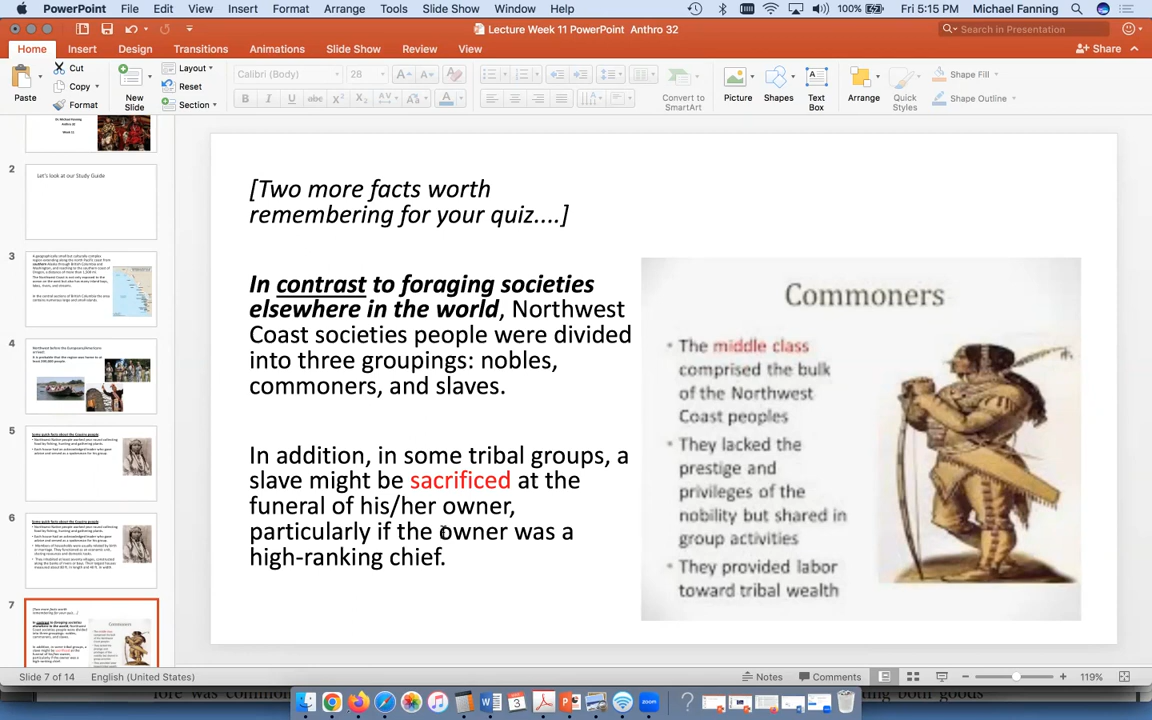 PowerPoint File Edit View Insert Format Arrange Tools Slide Show Window Help 100% Fri 5:15 PM Michael Fanning
Lecture Week 11 PowerPoint Anthro 32
Search in Presentation
Home Insert Design Transitions Animations Slide Show Review View
Share
Paste
Cut
Copy
Format
New
Slide
Layout
Reset
Section
Calibri (Body) 28
Convert to
SmartArt
Picture
Shapes
Text
Box
Arrange
Quick
Styles
Shape Fill
Shape Outline
2
Let's look at our Study Guide
3
4
5
6
7
[Two more facts worth
remembering for your quiz....]
In contrast to foraging societies
elsewhere in the world, Northwest
Coast societies people were divided
into three groupings: nobles,
commoners, and slaves.
In addition, in some tribal groups, a
slave might be sacrificed at the
funeral of his/her owner,
particularly if the owner was a
high-ranking chief.
Commoners
• The middle class
comprised the bulk
of the Northwest
Coast peoples
• They lacked the
prestige and
privileges of the
nobility but shared in
group activities
• They provided labor
toward tribal wealth
Slide 7 of 14 English (United States)
Notes Comments 119%